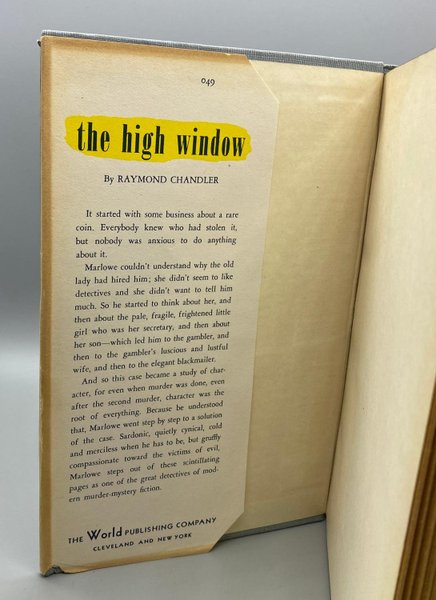 049
the high window
By RAYMOND CHANDLER
It started with some business about a rare
coin. Everybody knew who had stolen it,
but nobody was anxious to do anything
about it.
Marlowe couldn't understand why the old
lady had hired him; she didn't seem to like
detectives and she didn't want to tell him
much. So he started to think about her, and
then about the pale, fragile, frightened little
girl who was her secretary, and then about
her son—which led him to the gambler, and
then to the gambler's luscious and lustful
wife, and then to the elegant blackmailer.
And so this case became a study of char-
acter, for even when murder was done, even
after the second murder, character was the
root of everything. Because he understood
that, Marlowe went step by step to a solution
of the case. Sardonic, quietly cynical, cold
and merciless when he has to be, but gruffly
compassionate toward the victims of evil,
Marlowe steps out of these scintillating
pages as one of the great detectives of mod-
ern murder-mystery fiction.
THE World PUBLISHING COMPANY
CLEVELAND AND NEW YORK